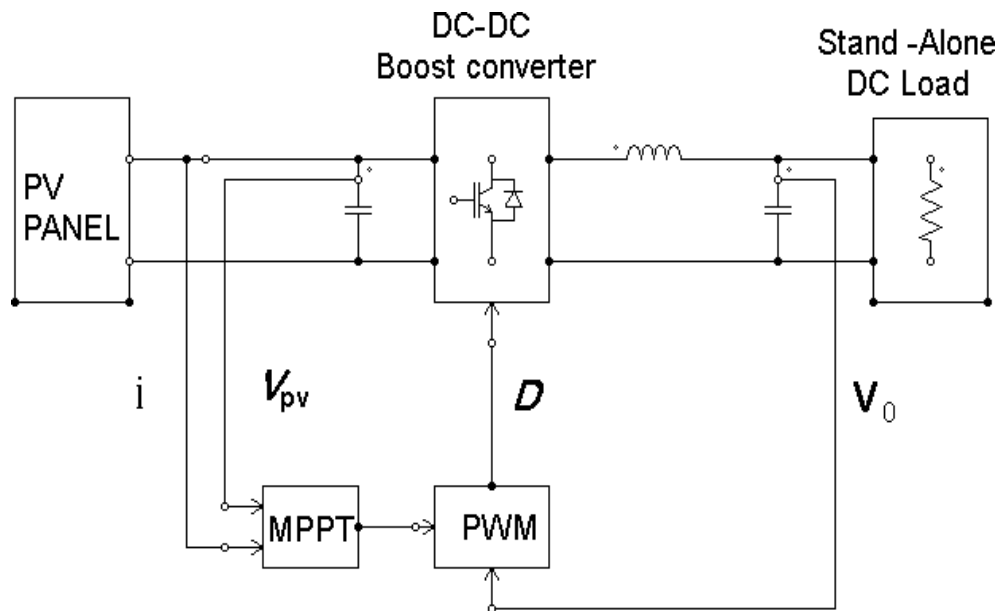 DC-DC
Boost converter
Stand -Alone
DC Load
PV
PANEL
i
Vpv
D
V0
MPPT
PWM